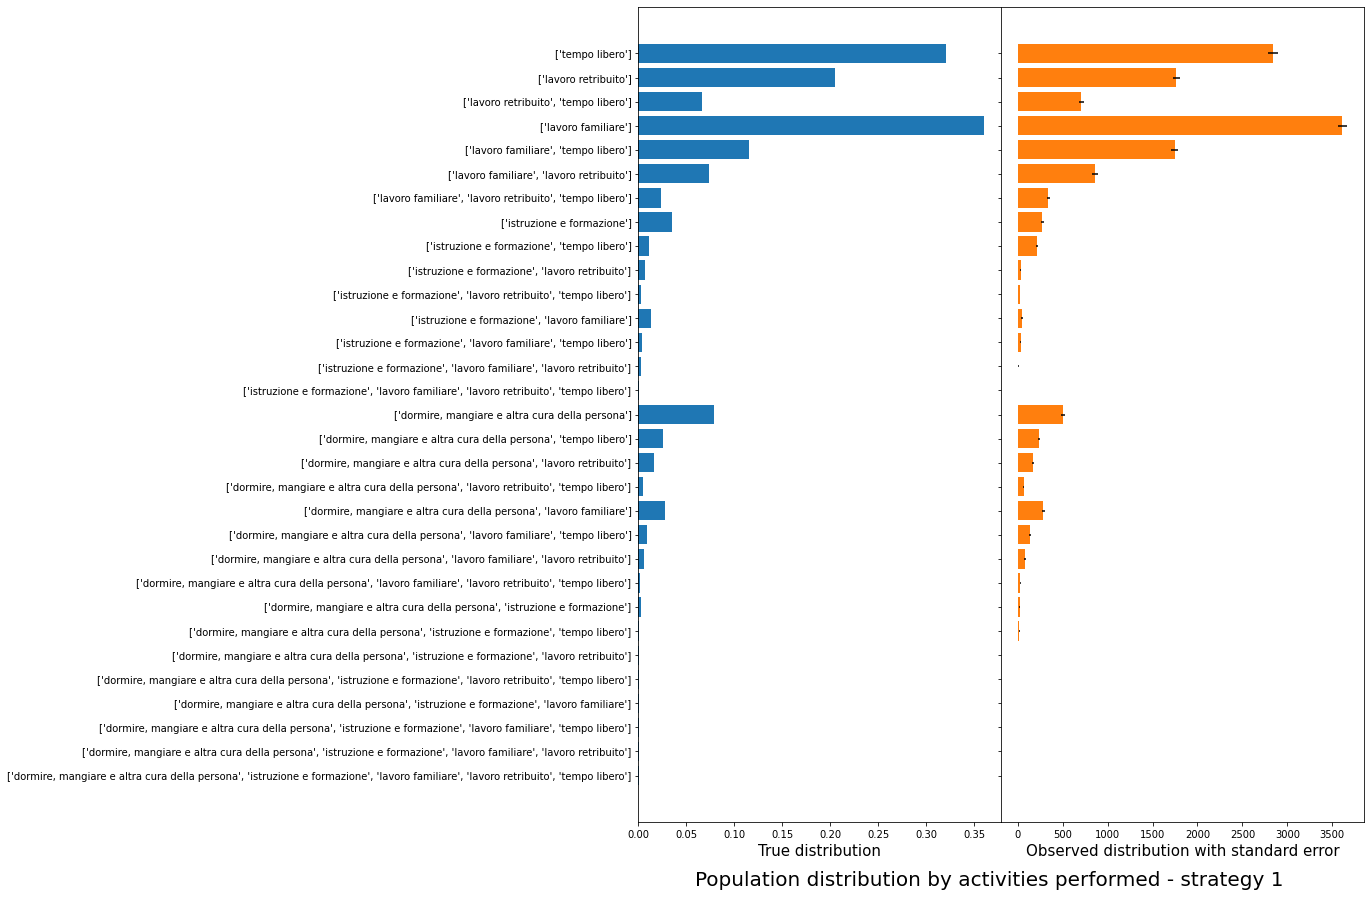 ['tempo libero']
['lavoro retribuito']
['lavoro retribuito', 'tempo libero']
['lavoro familiare']
['lavoro familiare', 'tempo libero']
['lavoro familiare', 'lavoro retribuito']
['lavoro familiare', 'lavoro retribuito', 'tempo libero']
['istruzione e formazione']
['istruzione e formazione', 'tempo libero']
['istruzione e formazione', 'lavoro retribuito']
['istruzione e formazione', 'lavoro retribuito', 'tempo libero']
['istruzione e formazione', 'lavoro familiare']
['istruzione e formazione', 'lavoro familiare', 'tempo libero']
['istruzione e formazione', 'lavoro familiare', 'lavoro retribuito']
['istruzione e formazione', 'lavoro familiare', 'lavoro retribuito', 'tempo libero']
['dormire, mangiare e altra cura della persona']
['dormire, mangiare e altra cura della persona', 'tempo libero']
['dormire, mangiare e altra cura della persona', 'lavoro retribuito']
['dormire, mangiare e altra cura della persona', 'lavoro retribuito', 'tempo libero']
['dormire, mangiare e altra cura della persona', 'lavoro familiare']
['dormire, mangiare e altra cura della persona', 'lavoro familiare', 'tempo libero']
['dormire, mangiare e altra cura della persona', 'lavoro familiare', 'lavoro retribuito']
['dormire, mangiare e altra cura della persona', 'lavoro familiare', 'lavoro retribuito', 'tempo libero']
['dormire, mangiare e altra cura della persona', 'istruzione e formazione']
['dormire, mangiare e altra cura della persona', 'istruzione e formazione', 'tempo libero']
['dormire, mangiare e altra cura della persona', 'istruzione e formazione', 'lavoro retribuito']
['dormire, mangiare e altra cura della persona', 'istruzione e formazione', 'lavoro retribuito', 'tempo libero']
['dormire, mangiare e altra cura della persona', 'istruzione e formazione', 'lavoro familiare']
['dormire, mangiare e altra cura della persona', 'istruzione e formazione', 'lavoro familiare', 'tempo libero']
['dormire, mangiare e altra cura della persona', 'istruzione e formazione', 'lavoro familiare', 'lavoro retribuito']
['dormire, mangiare e altra cura della persona', 'istruzione e formazione', 'lavoro familiare', 'lavoro retribuito', 'tempo libero']
0.00 0.05 0.10 0.15 0.20 0.25 0.30 0.35
True distribution
0 500 1000 1500 2000 2500 3000 3500
Observed distribution with standard error
Population distribution by activities performed - strategy 1